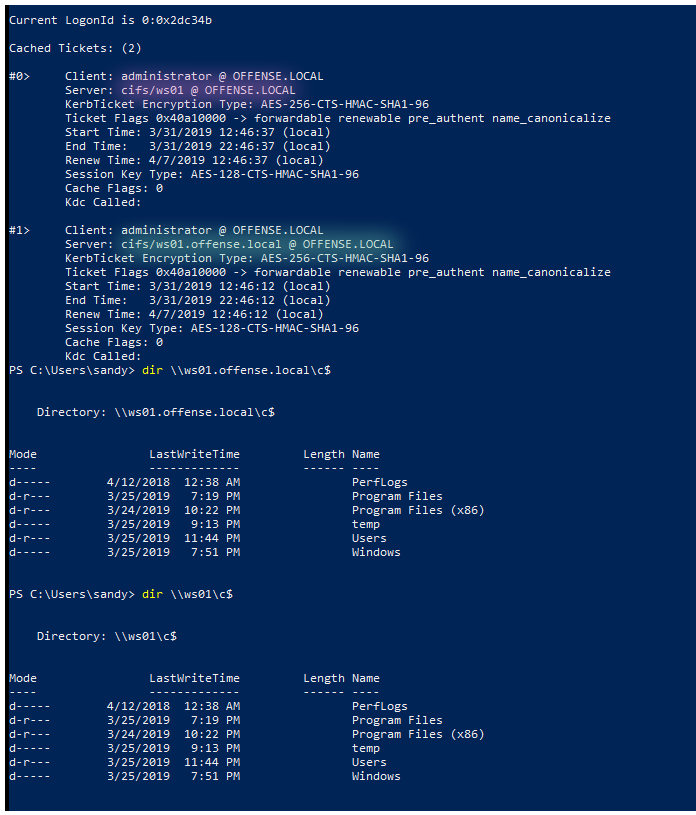 Current LogonId is 0:0x2dc34b
Cached Tickets: (2)
#0>     Client: administrator @ OFFENSE.LOCAL
        Server: cifs/ws01 @ OFFENSE.LOCAL
        KerbTicket Encryption Type: AES-256-CTS-HMAC-SHA1-96
        Ticket Flags 0x40a10000 -> forwardable renewable pre_authent name_canonicalize
        Start Time: 3/31/2019 12:46:37 (local)
        End Time:   3/31/2019 22:46:37 (local)
        Renew Time: 4/7/2019 12:46:37 (local)
        Session Key Type: AES-128-CTS-HMAC-SHA1-96
        Cache Flags: 0
        Kdc Called:
#1>     Client: administrator @ OFFENSE.LOCAL
        Server: cifs/ws01.offense.local @ OFFENSE.LOCAL
        KerbTicket Encryption Type: AES-256-CTS-HMAC-SHA1-96
        Ticket Flags 0x40a10000 -> forwardable renewable pre_authent name_canonicalize
        Start Time: 3/31/2019 12:46:12 (local)
        End Time:   3/31/2019 22:46:12 (local)
        Renew Time: 4/7/2019 12:46:12 (local)
        Session Key Type: AES-128-CTS-HMAC-SHA1-96
        Cache Flags: 0
        Kdc Called:
PS C:\Users\sandy> dir \\ws01.offense.local\c$
    Directory: \\ws01.offense.local\c$
Mode                LastWriteTime         Length Name
----                -------------         ------ ----
d-----        4/12/2018  12:38 AM                PerfLogs
d-r---        3/25/2019   7:19 PM                Program Files
d-r---        3/24/2019  10:22 PM                Program Files (x86)
d-----        3/25/2019   9:13 PM                temp
d-r---        3/25/2019  11:44 PM                Users
d-----        3/25/2019   7:51 PM                Windows
PS C:\Users\sandy> dir \\ws01\c$
    Directory: \\ws01\c$
Mode                LastWriteTime         Length Name
----                -------------         ------ ----
d-----        4/12/2018  12:38 AM                PerfLogs
d-r---        3/25/2019   7:19 PM                Program Files
d-r---        3/24/2019  10:22 PM                Program Files (x86)
d-----        3/25/2019   9:13 PM                temp
d-r---        3/25/2019  11:44 PM                Users
d-----        3/25/2019   7:51 PM                Windows